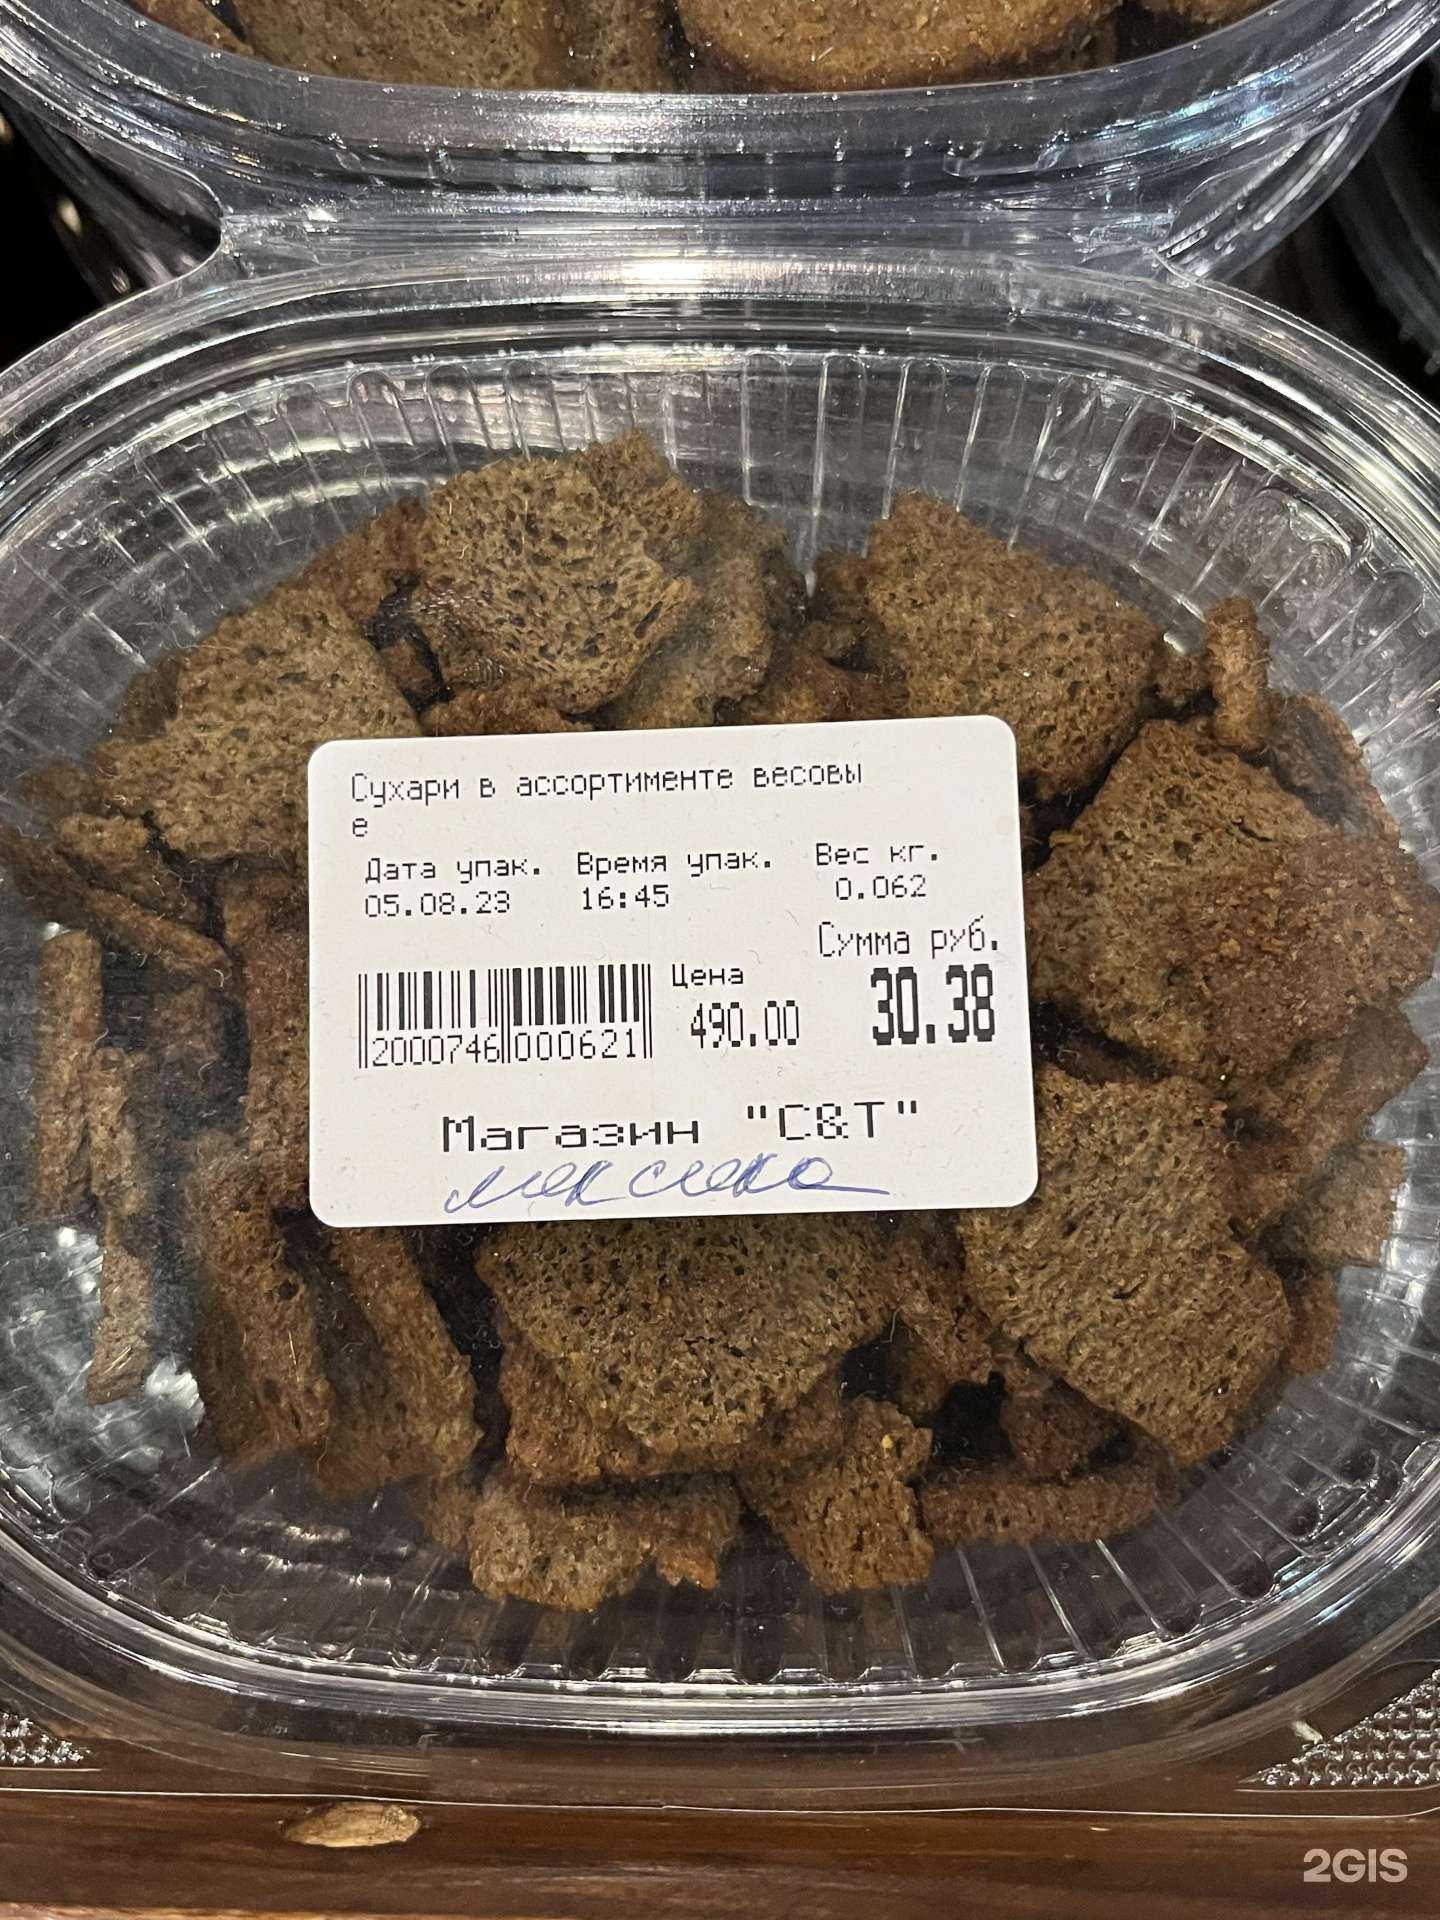 Сухари в ассортименте весовы
е
Дата упак. Время упак. Вес кг.
05.08.23 16:45 0.062
Сумма руб.
Цена
490.00 30.38
2000746 000621
Магазин "С&Т"
мексика
2GIS